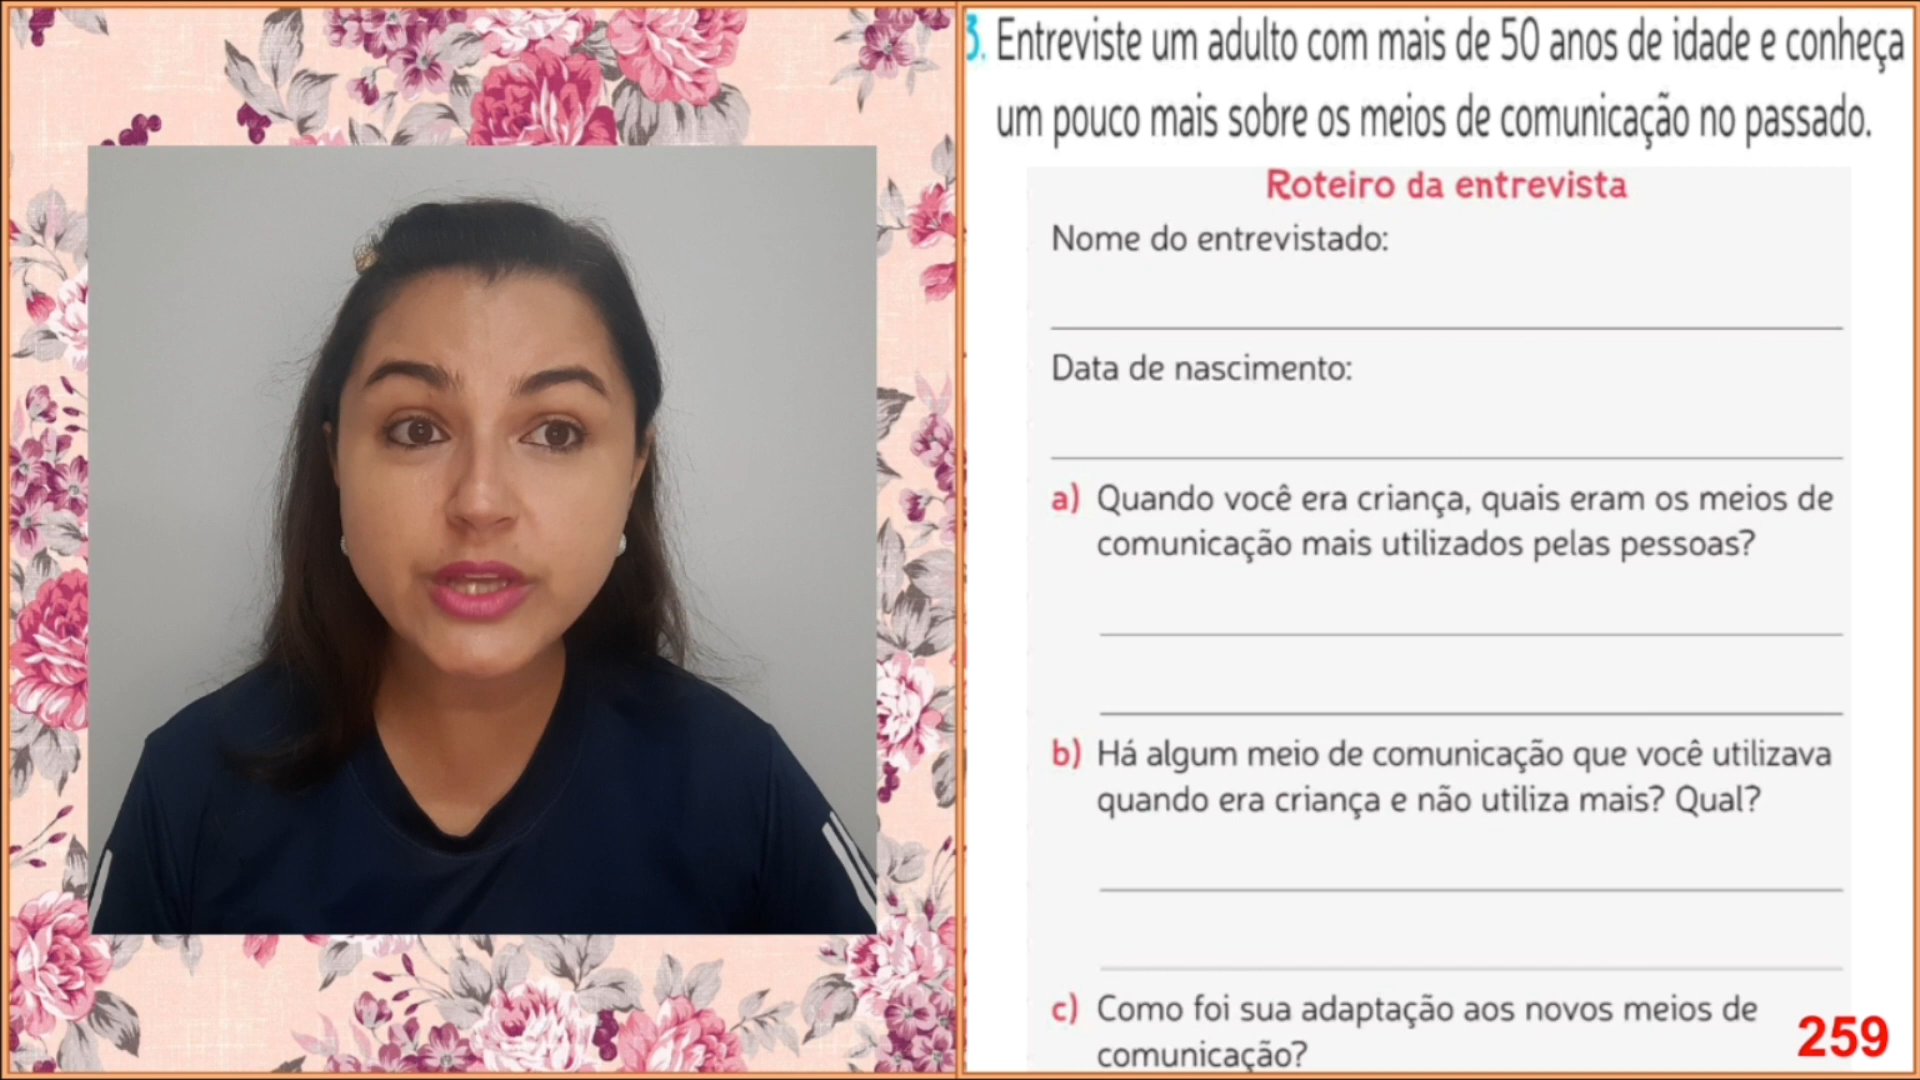 3. Entreviste um adulto com mais de 50 anos de idade e conheça
um pouco mais sobre os meios de comunicação no passado.
Roteiro da entrevista
Nome do entrevistado:
Data de nascimento:
a) Quando você era criança, quais eram os meios de
comunicação mais utilizados pelas pessoas?
b) Há algum meio de comunicação que você utilizava
quando era criança e não utiliza mais? Qual?
c) Como foi sua adaptação aos novos meios de
comunicação?
259